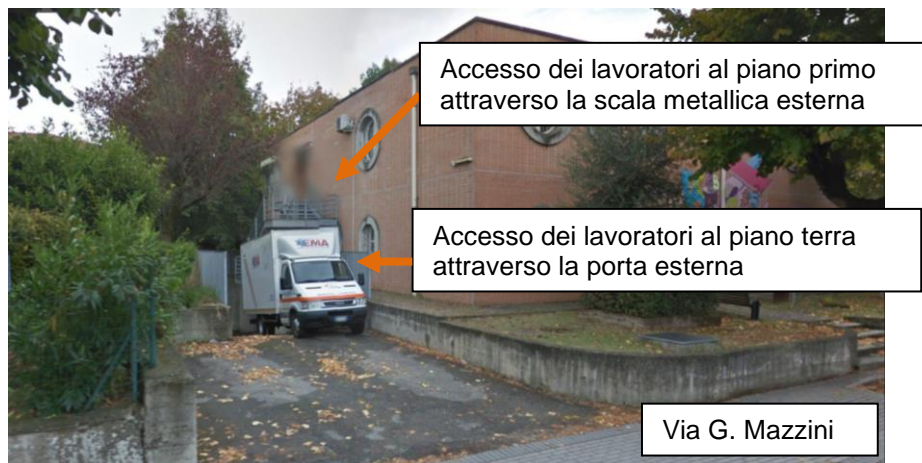 Accesso dei lavoratori al piano primo
attraverso la scala metallica esterna
Accesso dei lavoratori al piano terra
attraverso la porta esterna
Via G. Mazzini